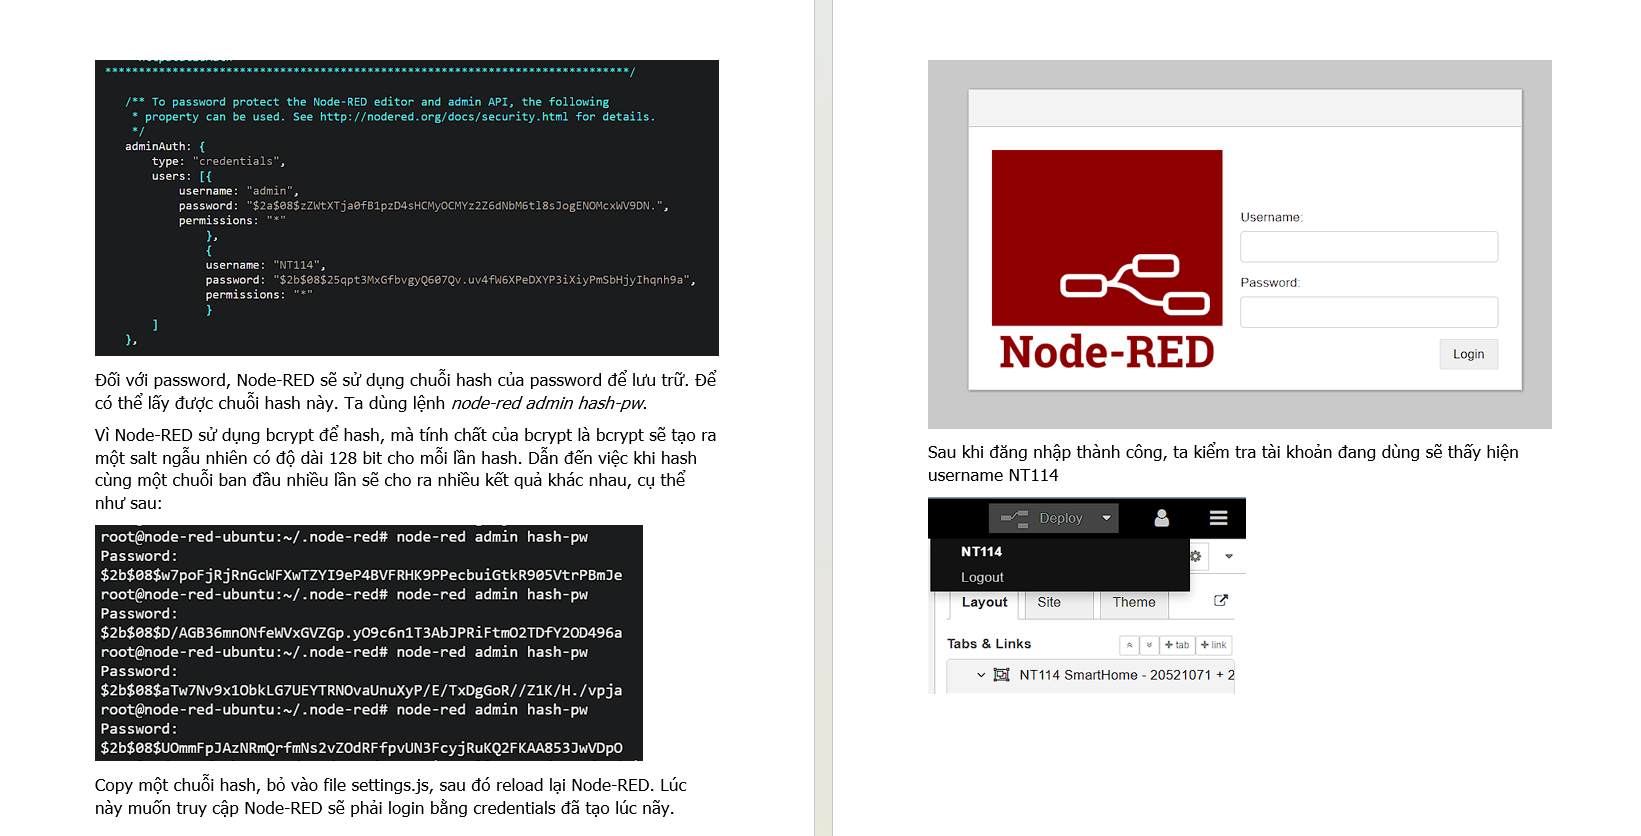 ******************************************************************************/
/** To password protect the Node-RED editor and admin API, the following
* property can be used. See http://nodered.org/docs/security.html for details.
*/
adminAuth: {
type: "credentials",
users: [{
username: "admin",
password: "$2a$08$zZWtXTja0fB1pzD4sHCMyOCMYz2Z6dNbM6tl8sJogENOMcxWV9DN.",
permissions: "*"
},
{
username: "NT114",
password: "$2b$08$25qpt3MxGfbvgyQ607Qv.uv4fW6XPeDXYP3iXiyPmSbHjyIhqnh9a",
permissions: "*"
}
]
},
Đối với password, Node-RED sẽ sử dụng chuỗi hash của password để lưu trữ. Để
có thể lấy được chuỗi hash này. Ta dùng lệnh node-red admin hash-pw.
Vì Node-RED sử dụng bcrypt để hash, mà tính chất của bcrypt là bcrypt sẽ tạo ra
một salt ngẫu nhiên có độ dài 128 bit cho mỗi lần hash. Dẫn đến việc khi hash
cùng một chuỗi ban đầu nhiều lần sẽ cho ra nhiều kết quả khác nhau, cụ thể
như sau:
root@node-red-ubuntu:~/.node-red# node-red admin hash-pw
Password:
$2b$08$w7poFjRjRnGcWFXwTZYI9eP4BVFRHK9PPecbuiGtkR905VtrPBmJe
root@node-red-ubuntu:~/.node-red# node-red admin hash-pw
Password:
$2b$08$D/AGB36mnONfeWVxGVZGp.yO9c6n1T3AbJPRiFtmO2TDfY2OD496a
root@node-red-ubuntu:~/.node-red# node-red admin hash-pw
Password:
$2b$08$aTw7Nv9x1ObkLG7UEYTRNOvaUnuXyP/E/TxDgGoR//Z1K/H./vpja
root@node-red-ubuntu:~/.node-red# node-red admin hash-pw
Password:
$2b$08$UOmmFpJAzNRmQrfmNs2vZOdRFfpvUN3FcyjRuKQ2FKAA853JwVDpO
Copy một chuỗi hash, bỏ vào file settings.js, sau đó reload lại Node-RED. Lúc
này muốn truy cập Node-RED sẽ phải login bằng credentials đã tạo lúc nãy.
Node-RED
Username:
Password:
Login
Sau khi đăng nhập thành công, ta kiểm tra tài khoản đang dùng sẽ thấy hiện
username NT114
Deploy
NT114
Logout
Layout Site Theme
Tabs & Links + tab + link
NT114 SmartHome - 20521071 + 2